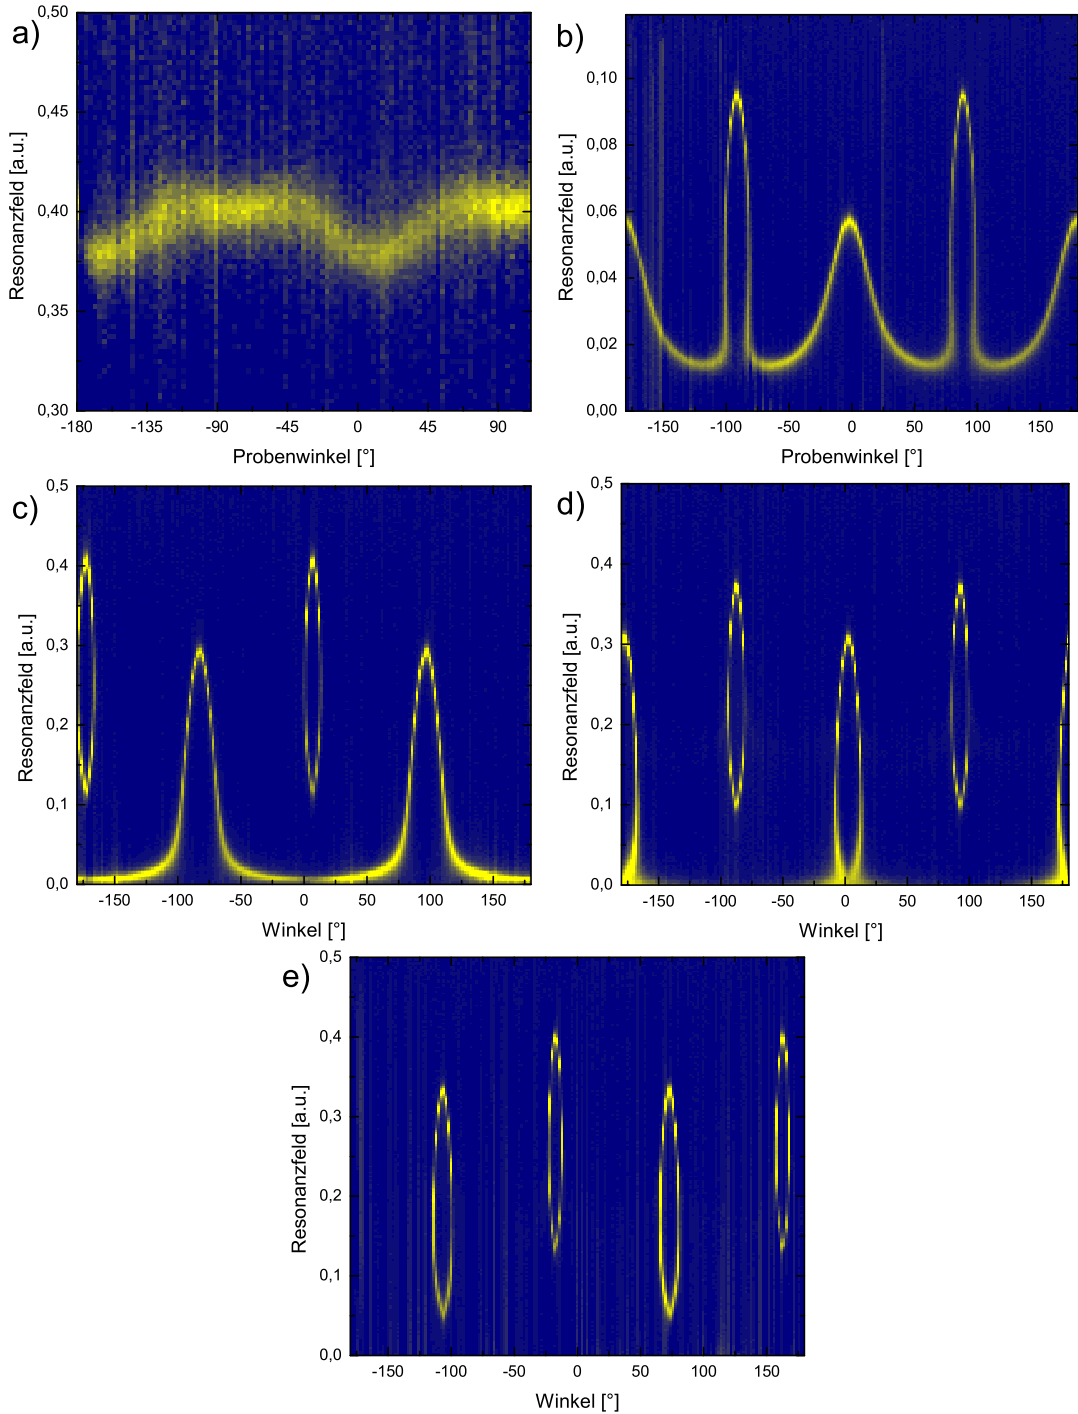 a)
0,50
0,45
0,40
0,35
0,30
Resonanzfeld [a.u.]
-180 -135 -90 -45 0 45 90
Probenwinkel [°]
b)
0,10
0,08
0,06
0,04
0,02
0,00
Resonanzfeld [a.u.]
-150 -100 -50 0 50 100 150
Probenwinkel [°]
c)
0,5
0,4
0,3
0,2
0,1
0,0
Resonanzfeld [a.u.]
-150 -100 -50 0 50 100 150
Winkel [°]
d)
0,5
0,4
0,3
0,2
0,1
0,0
Resonanzfeld [a.u.]
-150 -100 -50 0 50 100 150
Winkel [°]
e)
0,5
0,4
0,3
0,2
0,1
0,0
Resonanzfeld [a.u.]
-150 -100 -50 0 50 100 150
Winkel [°]